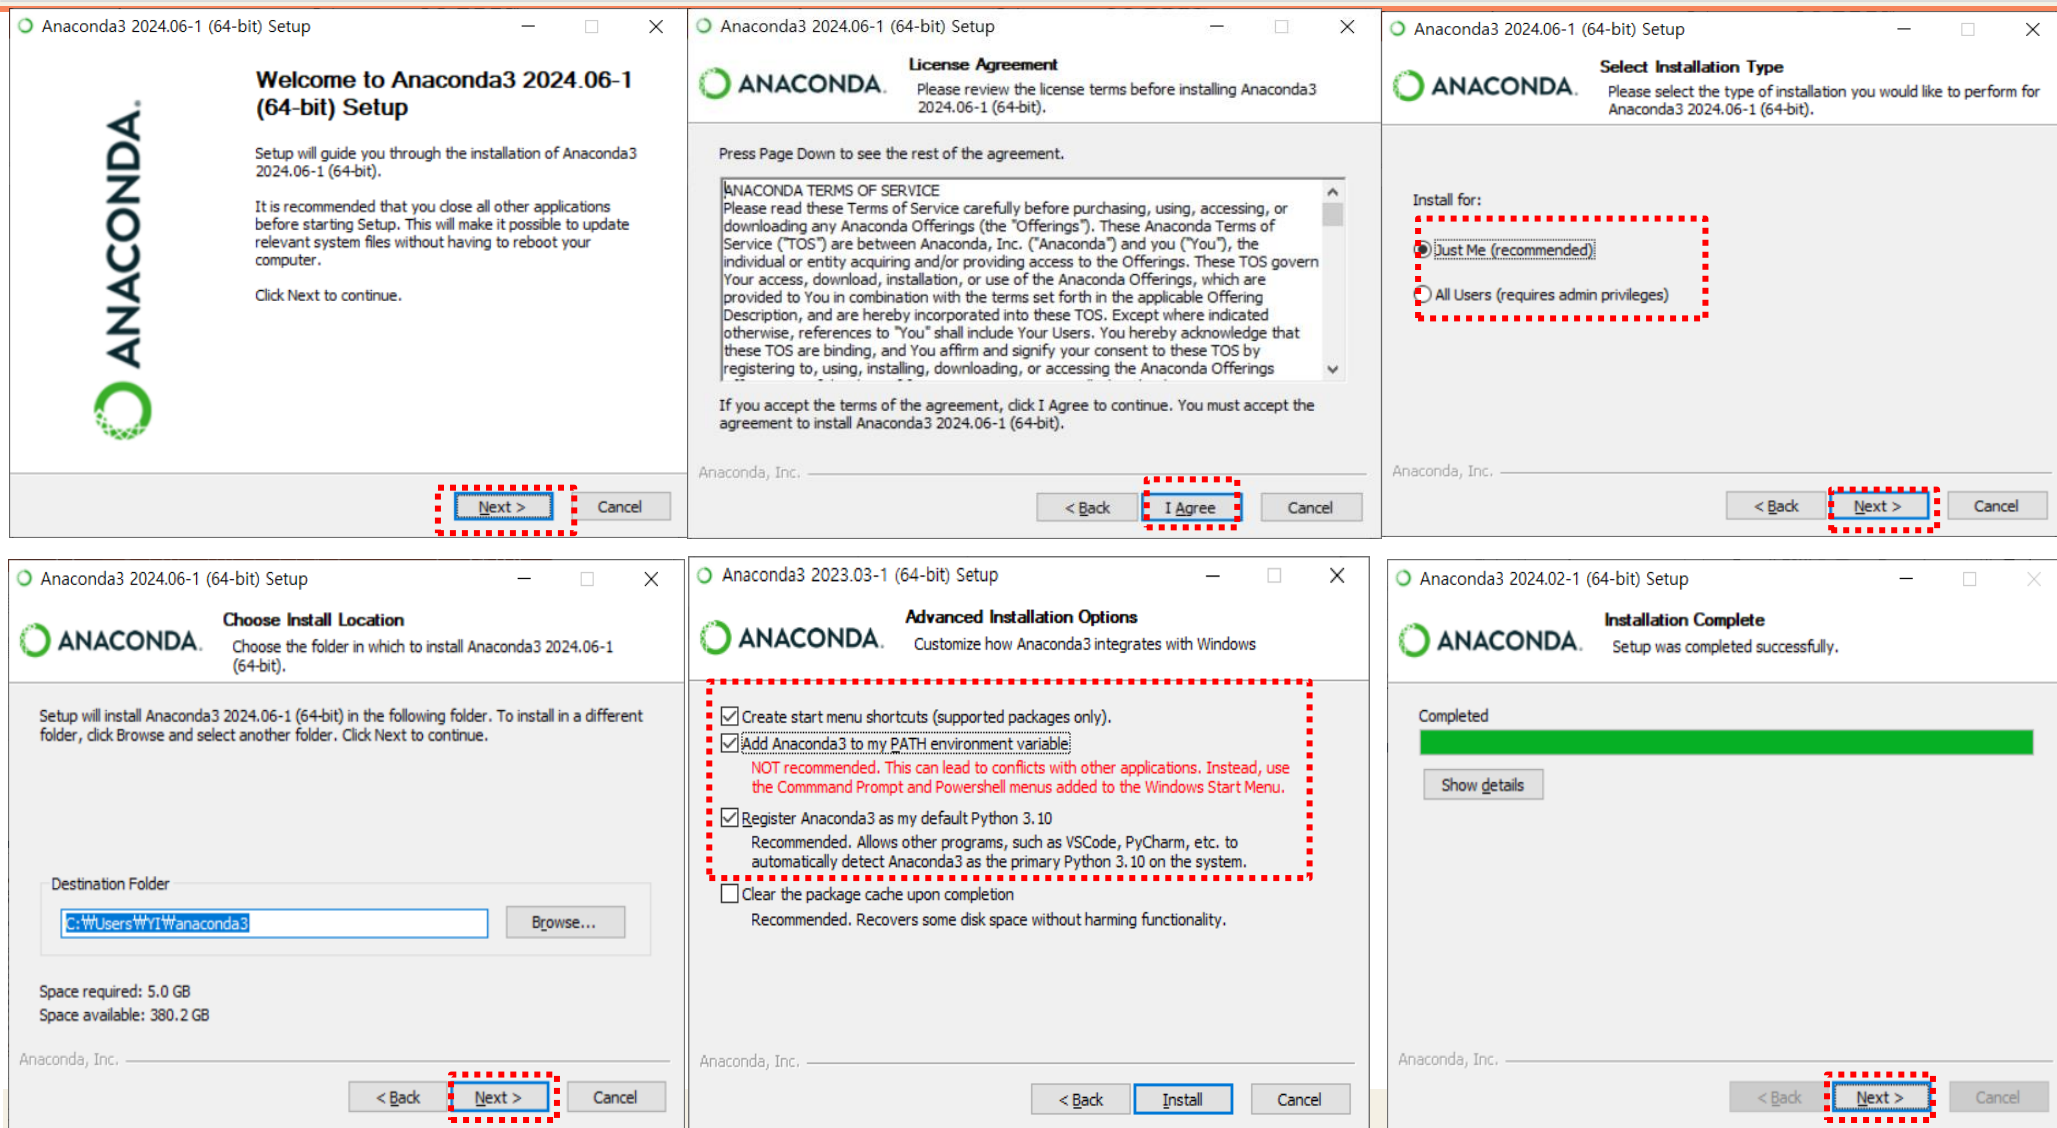 Anaconda3 2024.06-1 (64-bit) Setup
ANACONDA.
Welcome to Anaconda3 2024.06-1
(64-bit) Setup
Setup will guide you through the installation of Anaconda3
2024.06-1 (64-bit).
It is recommended that you close all other applications
before starting Setup. This will make it possible to update
relevant system files without having to reboot your
computer.
Click Next to continue.
Next >
Cancel
Anaconda3 2024.06-1 (64-bit) Setup
ANACONDA.
License Agreement
Please review the license terms before installing Anaconda3
2024.06-1 (64-bit).
Press Page Down to see the rest of the agreement.
ANACONDA TERMS OF SERVICE
Please read these Terms of Service carefully before purchasing, using, accessing, or
downloading any Anaconda Offerings (the "Offerings"). These Anaconda Terms of
Service ("TOS") are between Anaconda, Inc. ("Anaconda") and you ("You"), the
individual or entity acquiring and/or providing access to the Offerings. These TOS govern
Your access, download, installation, or use of the Anaconda Offerings, which are
provided to You in combination with the terms set forth in the applicable Offering
Description, and are hereby incorporated into these TOS. Except where indicated
otherwise, references to "You" shall include Your Users. You hereby acknowledge that
these TOS are binding, and You affirm and signify your consent to these TOS by
registering to, using, installing, downloading, or accessing the Anaconda Offerings
If you accept the terms of the agreement, click I Agree to continue. You must accept the
agreement to install Anaconda3 2024.06-1 (64-bit).
Anaconda, Inc.
< Back
I Agree
Cancel
Anaconda3 2024.06-1 (64-bit) Setup
ANACONDA.
Select Installation Type
Please select the type of installation you would like to perform for
Anaconda3 2024.06-1 (64-bit).
Install for:
Just Me (recommended)
All Users (requires admin privileges)
Anaconda, Inc.
< Back
Next >
Cancel
Anaconda3 2024.06-1 (64-bit) Setup
ANACONDA.
Choose Install Location
Choose the folder in which to install Anaconda3 2024.06-1
(64-bit).
Setup will install Anaconda3 2024.06-1 (64-bit) in the following folder. To install in a different
folder, click Browse and select another folder. Click Next to continue.
Destination Folder
C:₩Users₩YI₩anaconda3
Browse...
Space required: 5.0 GB
Space available: 380.2 GB
Anaconda, Inc.
< Back
Next >
Cancel
Anaconda3 2023.03-1 (64-bit) Setup
ANACONDA.
Advanced Installation Options
Customize how Anaconda3 integrates with Windows
Create start menu shortcuts (supported packages only).
Add Anaconda3 to my PATH environment variable
NOT recommended. This can lead to conflicts with other applications. Instead, use
the Commmand Prompt and Powershell menus added to the Windows Start Menu.
Register Anaconda3 as my default Python 3.10
Recommended. Allows other programs, such as VSCode, PyCharm, etc. to
automatically detect Anaconda3 as the primary Python 3.10 on the system.
Clear the package cache upon completion
Recommended. Recovers some disk space without harming functionality.
Anaconda, Inc.
< Back
Install
Cancel
Anaconda3 2024.02-1 (64-bit) Setup
ANACONDA.
Installation Complete
Setup was completed successfully.
Completed
Show details
Anaconda, Inc.
< Back
Next >
Cancel